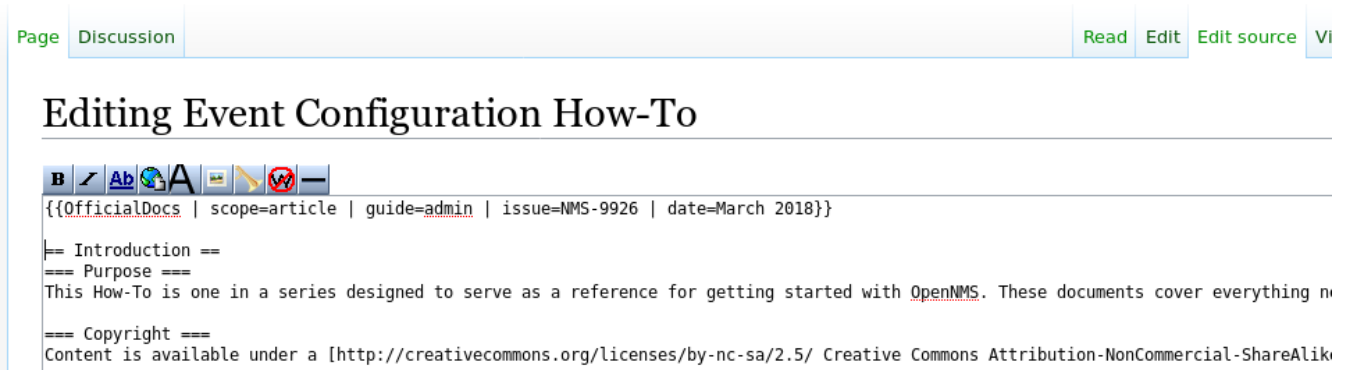 Page Discussion Read Edit Edit source Vi
Editing Event Configuration How-To
B I Ab A W
{{OfficialDocs | scope=article | guide=admin | issue=NMS-9926 | date=March 2018}}
== Introduction ==
=== Purpose ===
This How-To is one in a series designed to serve as a reference for getting started with OpenNMS. These documents cover everything
=== Copyright ===
Content is available under a [http://creativecommons.org/licenses/by-nc-sa/2.5/ Creative Commons Attribution-NonCommercial-ShareAlik